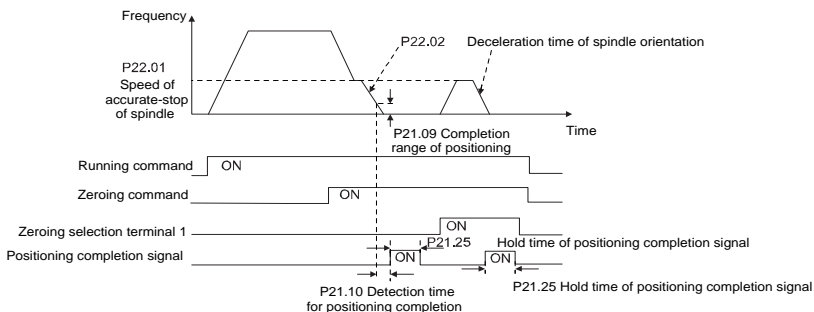 Frequency
P22.02
Deceleration time of spindle orientation
P22.01
Speed of
accurate-stop
of spindle
Time
P21.09 Completion
range of positioning
Running command
ON
Zeroing command
ON
Zeroing selection terminal 1
ON
P21.25
Hold time of positioning completion signal
Positioning completion signal
ON
ON
P21.25 Hold time of positioning completion signal
P21.10 Detection time
for positioning completion